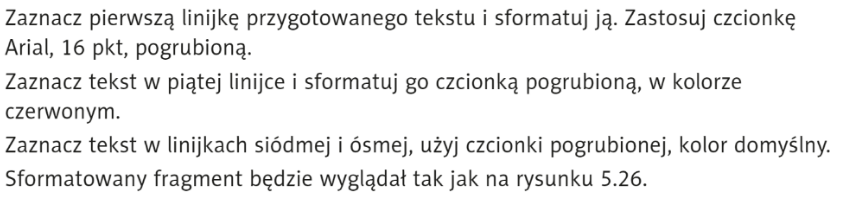 Zaznacz pierwszą linijkę przygotowanego tekstu i sformatuj ją. Zastosuj czcionkę
Arial, 16 pkt, pogrubioną.
Zaznacz tekst w piątej linijce i sformatuj go czcionką pogrubioną, w kolorze
czerwonym.
Zaznacz tekst w linijkach siódmej i ósmej, użyj czcionki pogrubionej, kolor domyślny.
Sformatowany fragment będzie wyglądał tak jak na rysunku 5.26.